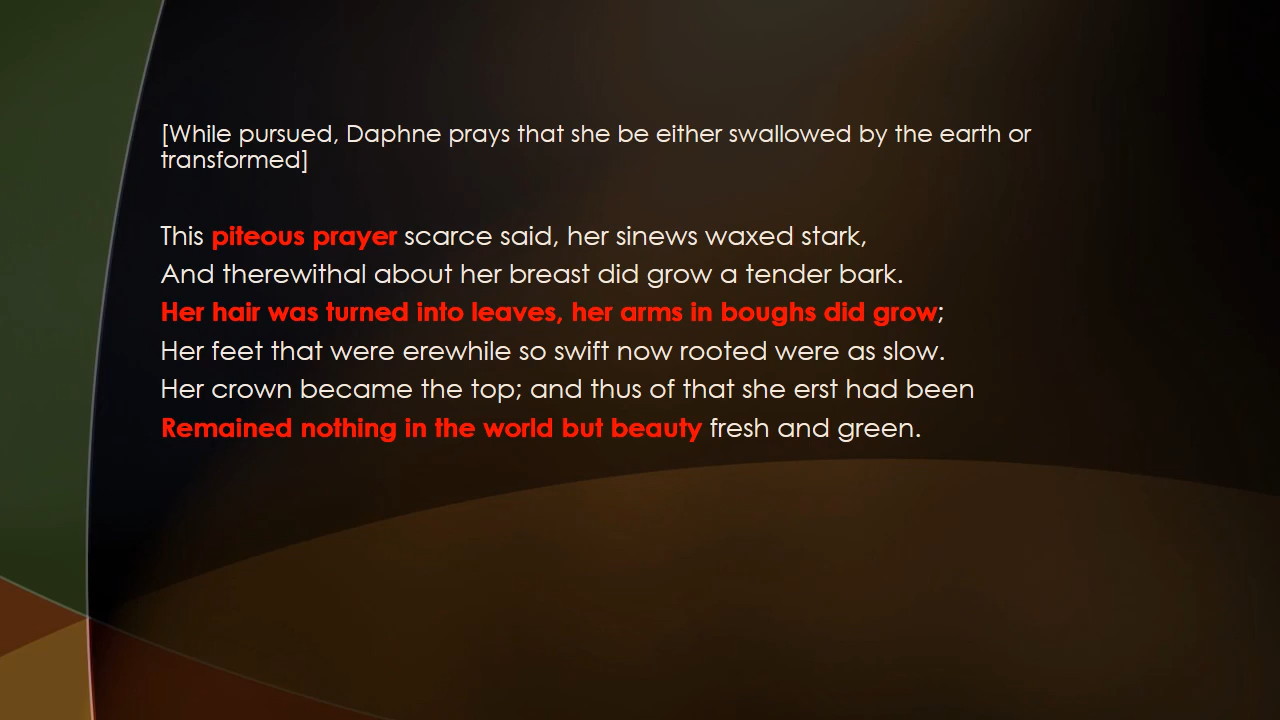 [While pursued, Daphne prays that she be either swallowed by the earth or
transformed]
This piteous prayer scarce said, her sinews waxed stark,
And therewithal about her breast did grow a tender bark.
Her hair was turned into leaves, her arms in boughs did grow;
Her feet that were erewhile so swift now rooted were as slow.
Her crown became the top; and thus of that she erst had been
Remained nothing in the world but beauty fresh and green.